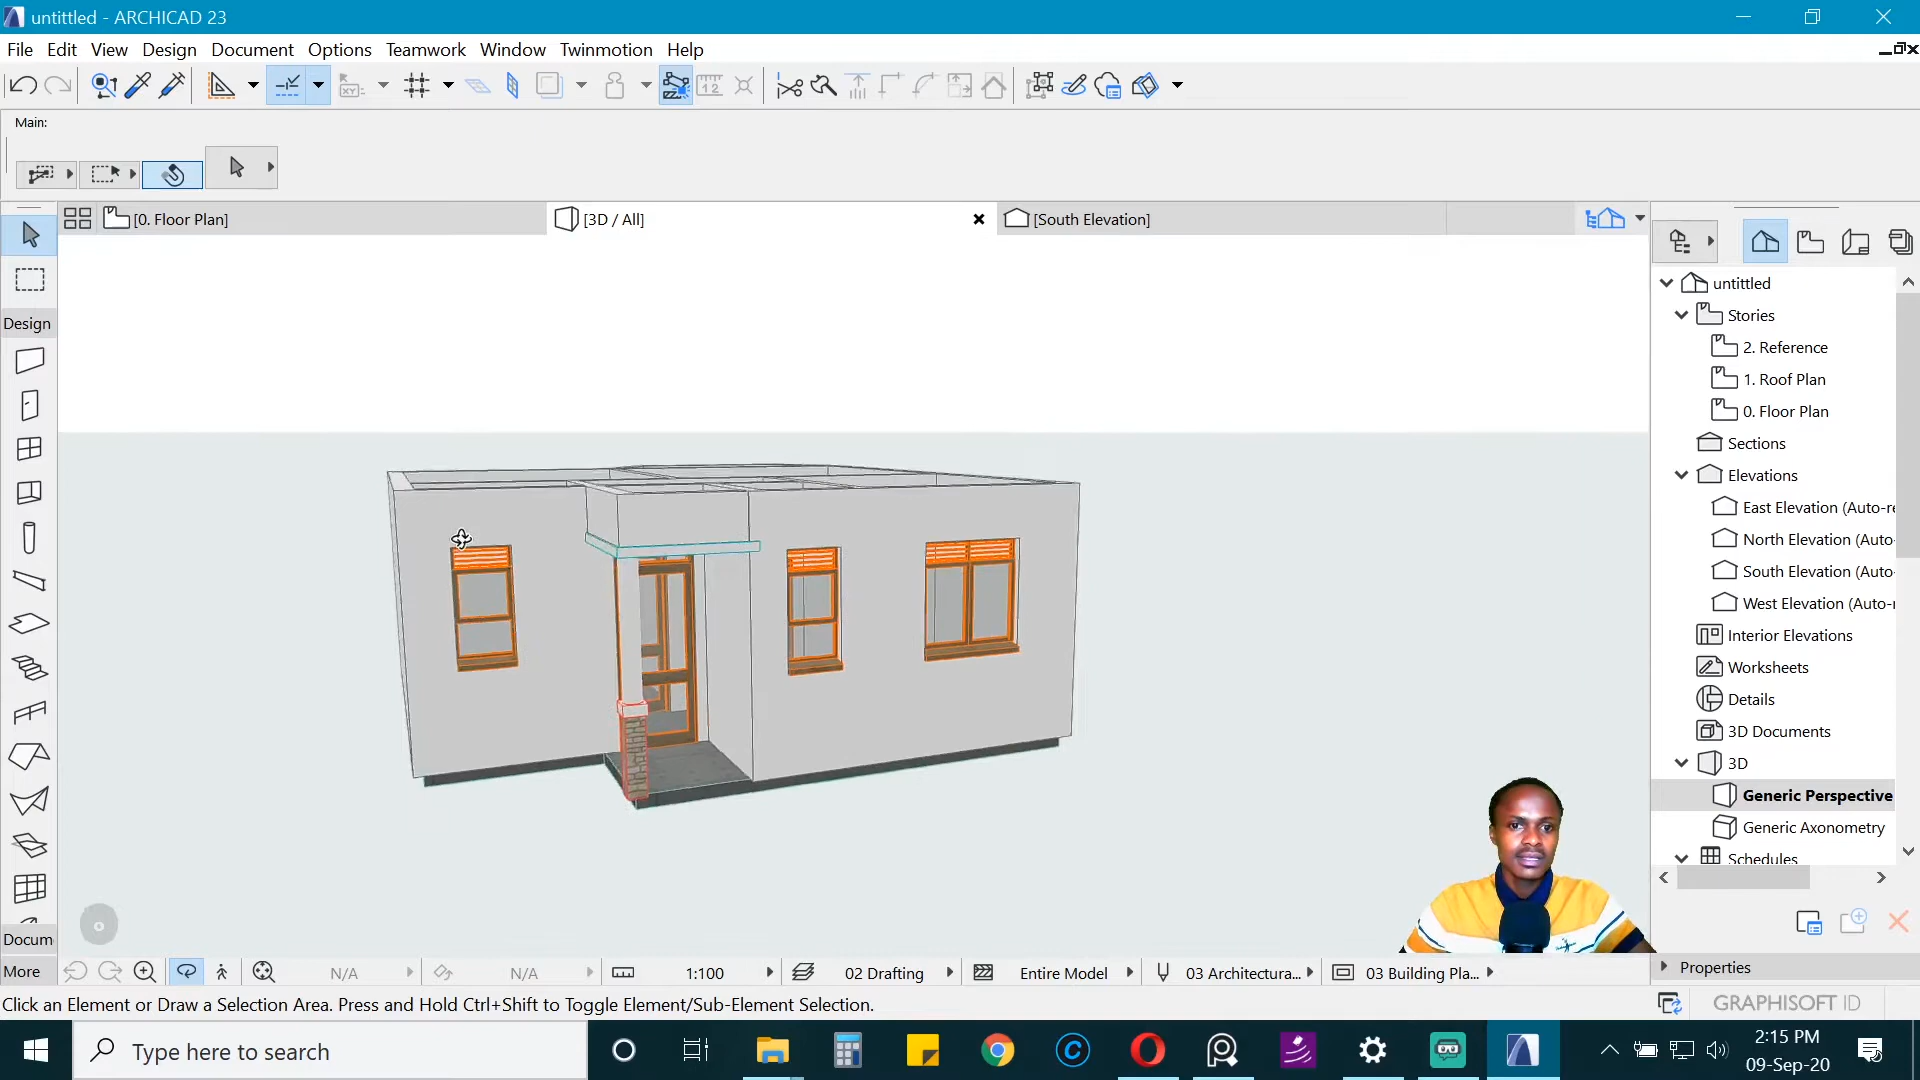 untittled - ARCHICAD 23
File Edit View Design Document Options Teamwork Window Twinmotion Help
Main:
[0. Floor Plan]
[3D / All]
[South Elevation]
Design
Docum
More
untittled
Stories
2. Reference
1. Roof Plan
0. Floor Plan
Sections
Elevations
East Elevation (Auto-re
North Elevation (Auto-
South Elevation (Auto-
West Elevation (Auto-r
Interior Elevations
Worksheets
Details
3D Documents
3D
Generic Perspective
Generic Axonometry
Schedules
Properties
N/A N/A 1:100 02 Drafting Entire Model 03 Architectura... 03 Building Pla...
Click an Element or Draw a Selection Area. Press and Hold Ctrl+Shift to Toggle Element/Sub-Element Selection.
GRAPHISOFT ID
Type here to search
2:15 PM
09-Sep-20